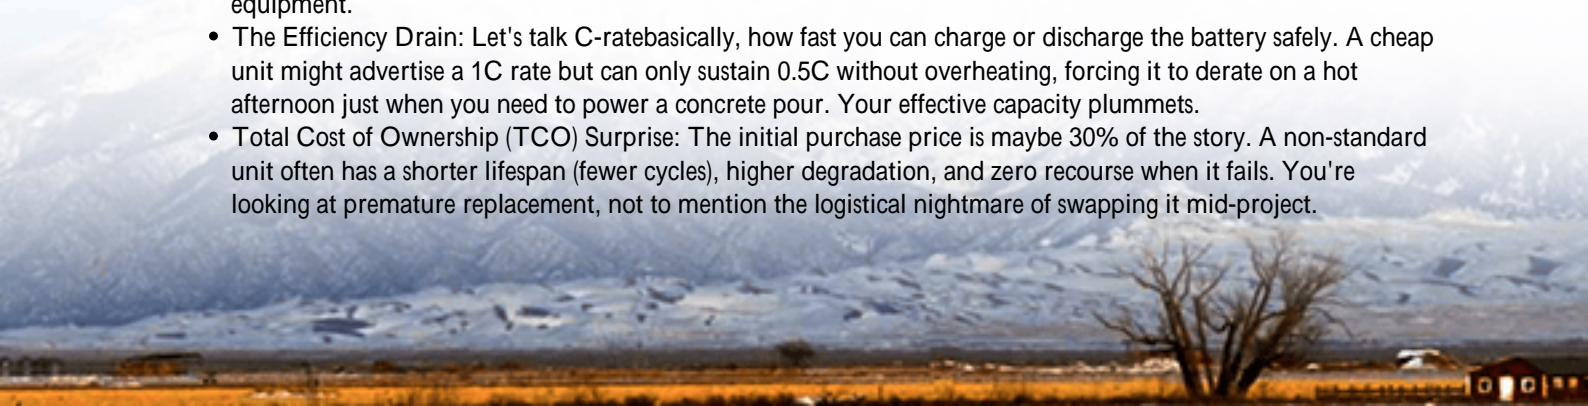 equipment.
• The Efficiency Drain: Let's talk C-ratebasically, how fast you can charge or discharge the battery safely. A cheap
unit might advertise a 1C rate but can only sustain 0.5C without overheating, forcing it to derate on a hot
afternoon just when you need to power a concrete pour. Your effective capacity plummets.
• Total Cost of Ownership (TCO) Surprise: The initial purchase price is maybe 30% of the story. A non-standard
unit often has a shorter lifespan (fewer cycles), higher degradation, and zero recourse when it fails. You're
looking at premature replacement, not to mention the logistical nightmare of swapping it mid-project.